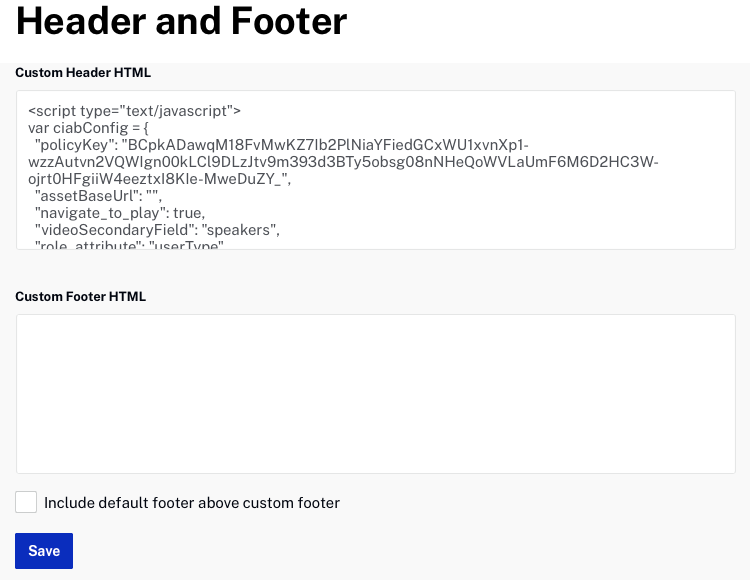 Header and Footer
Custom Header HTML
<script type="text/javascript">
var ciabConfig = {
"policyKey": "BCpkADawqM18FvMwKZ7Ib2PlNiaYFiedGCxWU1xvnXp1-
wzzAutvn2VQWIgn00kLCl9DLzJtv9m393d3BTy5obsg08nNHeQoWVLaUmF6M6D2HC3W-
ojrt0HFgiiW4eeztxI8KIe-MweDuZY_",
"assetBaseUrl": "",
"navigate_to_play": true,
"videoSecondaryField": "speakers",
"role_attribute": "userType"
Custom Footer HTML
Include default footer above custom footer
Save